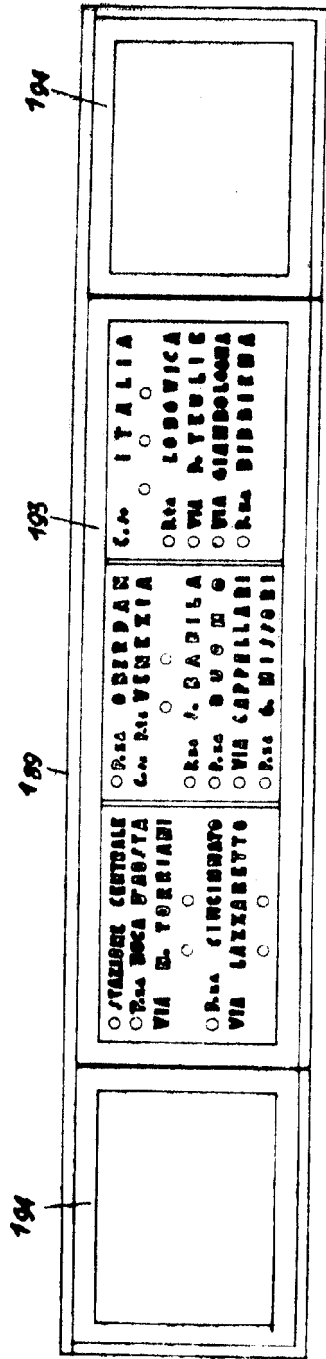 194
189
193
194
STAZIONE CENTRALE
P.za DUCA D'AOSTA
VIA N. TORRIANI
P.za CINCINNATO
VIA LAZZARETTO
P.za OBERDAN
C.so P.ta VENEZIA
P.za S. BABILA
P.za DUOMO
VIA CAPPELLARI
P.za G. MISSORI
C.so ITALIA
P.ta LODOVICA
VIA P. TEULIE
VIA GIAMBOLOGNA
P.za BIBBIENA